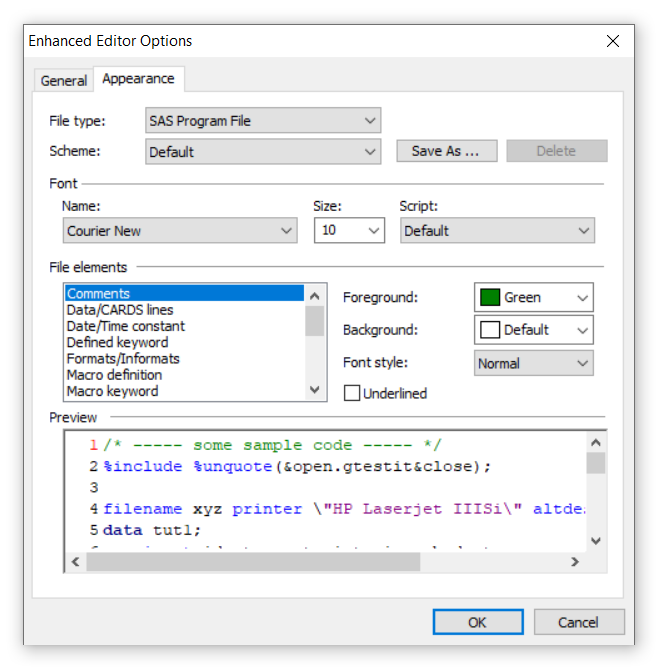 Enhanced Editor Options
General Appearance
File type: SAS Program File
Scheme: Default Save As ... Delete
Font
Name: Size: Script:
Courier New 10 Default
File elements
Comments
Data/CARDS lines
Date/Time constant
Defined keyword
Formats/Informats
Macro definition
Macro keyword
Foreground: Green
Background: Default
Font style: Normal
Underlined
Preview
1 /* ----- some sample code ----- */
2 %include %unquote(&open.gtestit&close);
3
4 filename xyz printer \"HP Laserjet IIISi\" altde
5 data tut1;
OK Cancel